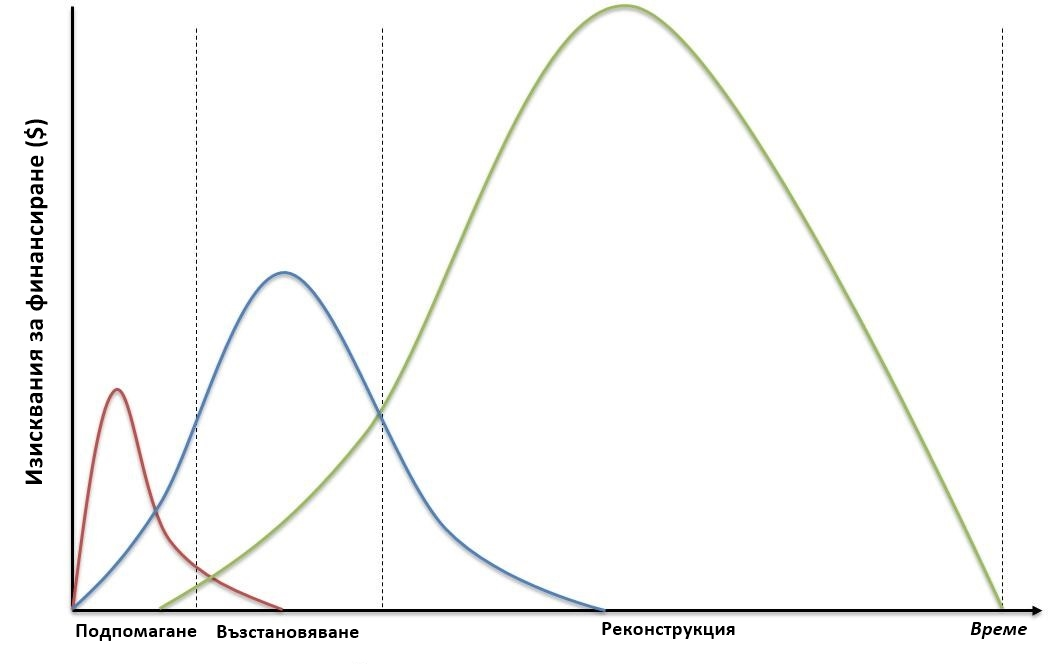 Изисквания за финансиране ($)
Подпомагане
Възстановяване
Реконструкция
Време